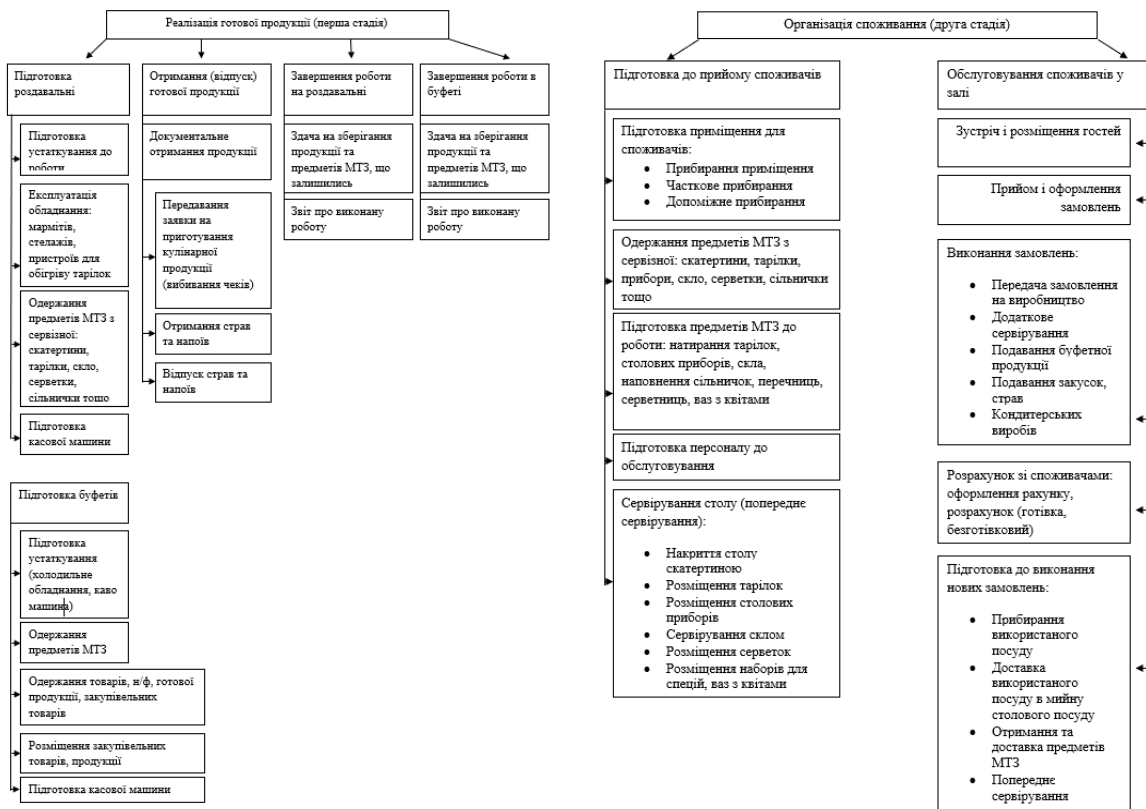 Реалізація готової продукції (перша стадія)
Підготовка
роздавальні
Підготовка
устаткування до
роботи
Експлуатація
обладнання:
мармітів,
стелажів,
пристроїв для
обігріву тарілок
Одержання
предметів МТЗ з
сервізної:
скатертини,
тарілки, скло,
серветки,
сільнички тощо
Підготовка
касової машини
Підготовка буфетів
Підготовка
устаткування
(холодильне
обладнання, каво
машина)
Одержання
предметів МТЗ
Одержання товарів, н/ф, готової
продукції, закупівельних
товарів
Розміщення закупівельних
товарів, продукції
Підготовка касової машини
Отримання (відпуск)
готової продукції
Документальне
отримання продукції
Передавання
заявки на
приготування
кулінарної
продукції
(вибивання чеків)
Отримання страв
та напоїв
Відпуск страв та
напоїв
Завершення роботи
на роздавальні
Здача на зберігання
продукції та
предметів МТЗ, що
залишились
Звіт про виконану
роботу
Завершення роботи в
буфеті
Здача на зберігання
продукції та
предметів МТЗ, що
залишились
Звіт про виконану
роботу
Організація споживання (друга стадія)
Підготовка до прийому споживачів
Підготовка приміщення для
споживачів:
• Прибирання приміщення
• Часткове прибирання
• Допоміжне прибирання
Одержання предметів МТЗ з
сервізної: скатертини, тарілки,
прибори, скло, серветки, сільнички
тощо
Підготовка предметів МТЗ до
роботи: натирання тарілок,
столових приборів, скла,
наповнення сільничок, перечниць,
серветниць, ваз з квітами
Підготовка персоналу до
обслуговування
Сервірування столу (попереднє
сервірування):
• Накриття столу
скатертиною
• Розміщення тарілок
• Розміщення столових
приборів
• Сервірування склом
• Розміщення серветок
• Розміщення наборів для
спецій, ваз з квітами
Обслуговування споживачів у
залі
Зустріч і розміщення гостей
Прийом і оформлення
замовлень
Виконання замовлень:
• Передача замовлення
на виробництво
• Додаткове
сервірування
• Подавання буфетної
продукції
• Подавання закусок,
страв
• Кондитерських
виробів
Розрахунок зі споживачами:
оформлення рахунку,
розрахунок (готівка,
безготівковий)
Підготовка до виконання
нових замовлень:
• Прибирання
використаного
посуду
• Доставка
використаного
посуду в мийну
столового посуду
• Отримання та
доставка предметів
МТЗ
• Попереднє
сервірування